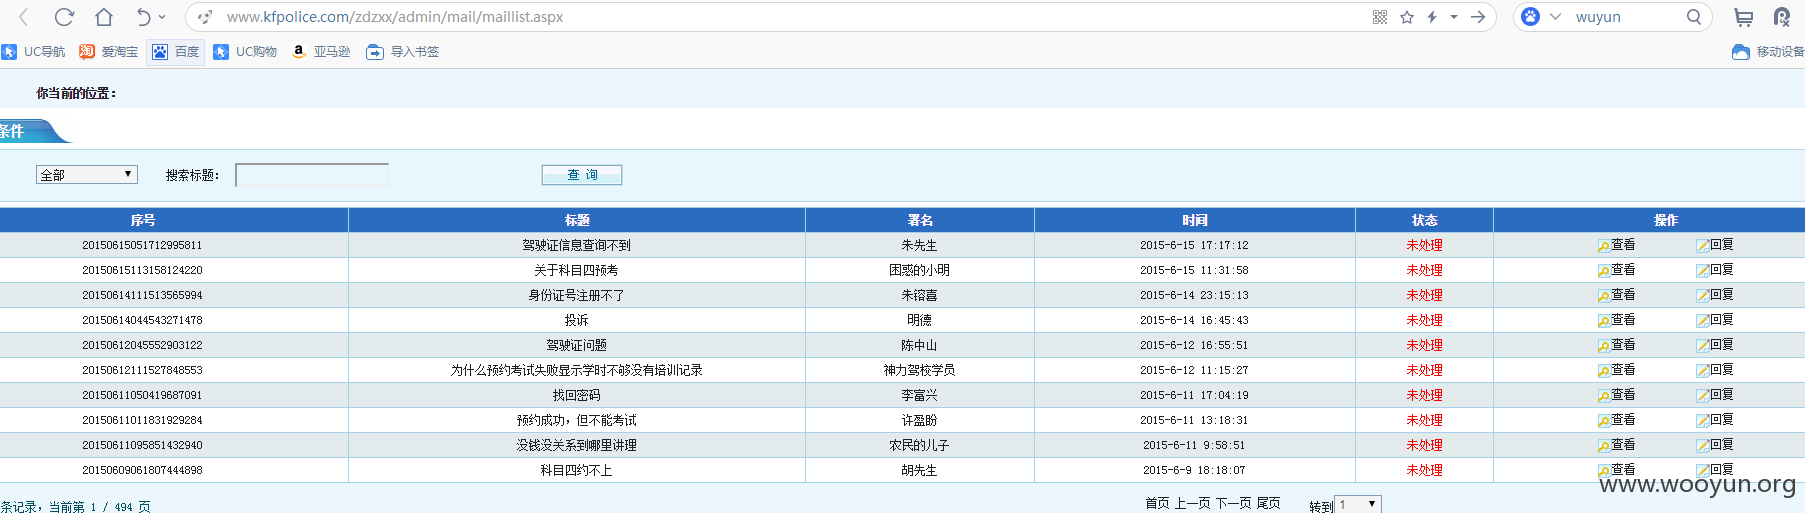 www.kfpolice.com/zdzxx/admin/mail/maillist.aspx wuyun
UC导航 爱淘宝 百度 UC购物 亚马逊 导入书签 移动设备
你当前的位置：
条件
全部 搜索标题： 查 询
序号 标题 署名 时间 状态 操作
20150615051712995811 驾驶证信息查询不到 朱先生 2015-6-15 17:17:12 未处理 查看 回复
20150615113158124220 关于科目四预考 困惑的小明 2015-6-15 11:31:58 未处理 查看 回复
20150614111513565994 身份证号注册不了 朱镕喜 2015-6-14 23:15:13 未处理 查看 回复
20150614044543271478 投诉 明德 2015-6-14 16:45:43 未处理 查看 回复
20150612045552903122 驾驶证问题 陈中山 2015-6-12 16:55:51 未处理 查看 回复
20150612111527848553 为什么预约考试失败显示学时不够没有培训记录 神力驾校学员 2015-6-12 11:15:27 未处理 查看 回复
20150611050419687091 找回密码 李富兴 2015-6-11 17:04:19 未处理 查看 回复
20150611011831929284 预约成功，但不能考试 许盈盼 2015-6-11 13:18:31 未处理 查看 回复
20150611095851432940 没钱没关系到哪里讲理 农民的儿子 2015-6-11 9:58:51 未处理 查看 回复
20150609061807444898 科目四约不上 胡先生 2015-6-9 18:18:07 未处理 查看 回复
www.wooyun.org
条记录，当前第 1 / 494 页 首页 上一页 下一页 尾页 转到 1